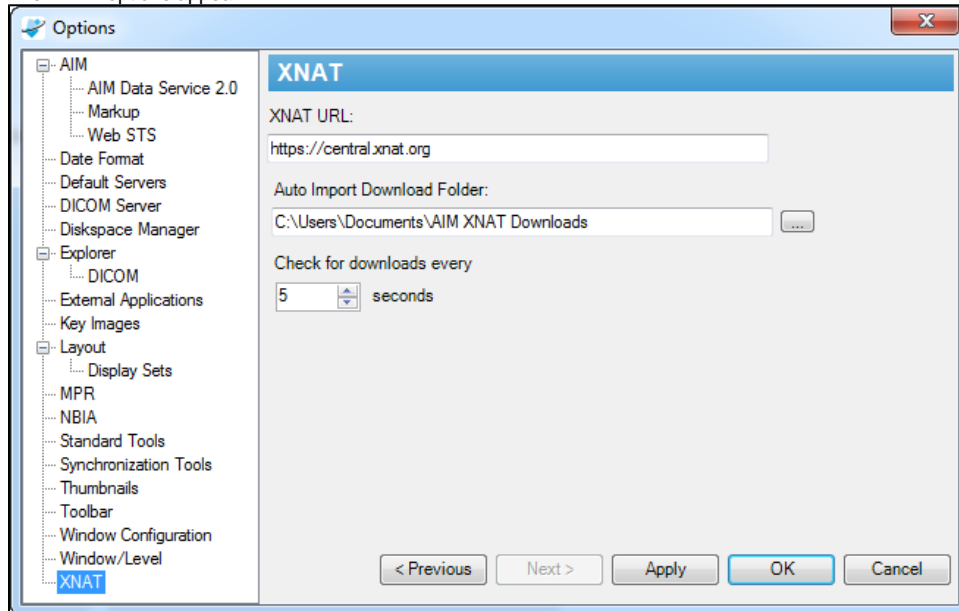 Options
AIM
AIM Data Service 2.0
Markup
Web STS
Date Format
Default Servers
DICOM Server
Diskspace Manager
Explorer
DICOM
External Applications
Key Images
Layout
Display Sets
MPR
NBIA
Standard Tools
Synchronization Tools
Thumbnails
Toolbar
Window Configuration
Window/Level
XNAT
XNAT
XNAT URL:
https://central.xnat.org
Auto Import Download Folder:
C:\Users\Documents\AIM XNAT Downloads
...
Check for downloads every
5 seconds
< Previous Next > Apply OK Cancel